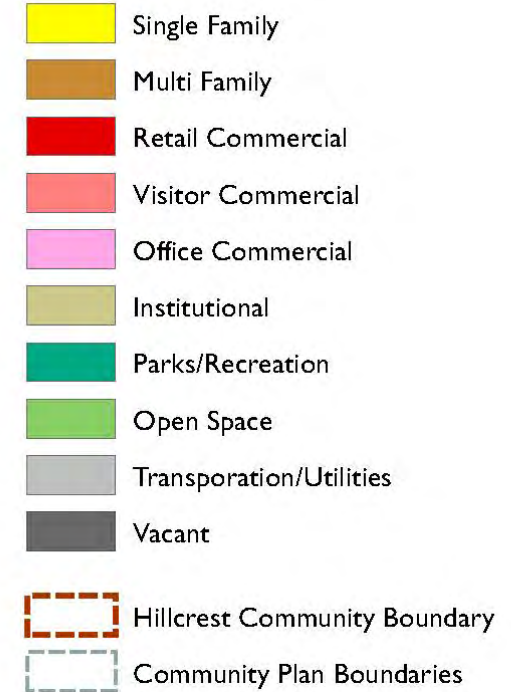 Single Family
Multi Family
Retail Commercial
Visitor Commercial
Office Commercial
Institutional
Parks/Recreation
Open Space
Transporation/Utilities
Vacant
Hillcrest Community Boundary
Community Plan Boundaries